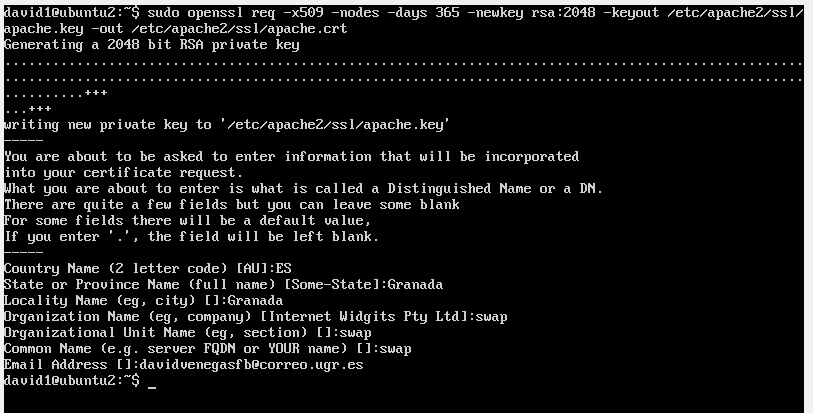 david1@ubuntu2:~$ sudo openssl req -x509 -nodes -days 365 -newkey rsa:2048 -keyout /etc/apache2/ssl/
apache.key -out /etc/apache2/ssl/apache.crt
Generating a 2048 bit RSA private key
....................................................................................................
....................................................................................................
..........+++
...+++
writing new private key to '/etc/apache2/ssl/apache.key'
-----
You are about to be asked to enter information that will be incorporated
into your certificate request.
What you are about to enter is what is called a Distinguished Name or a DN.
There are quite a few fields but you can leave some blank
For some fields there will be a default value,
If you enter '.', the field will be left blank.
-----
Country Name (2 letter code) [AU]:ES
State or Province Name (full name) [Some-State]:Granada
Locality Name (eg, city) []:Granada
Organization Name (eg, company) [Internet Widgits Pty Ltd]:swap
Organizational Unit Name (eg, section) []:swap
Common Name (e.g. server FQDN or YOUR name) []:swap
Email Address []:davidvenegasfb@correo.ugr.es
david1@ubuntu2:~$ _